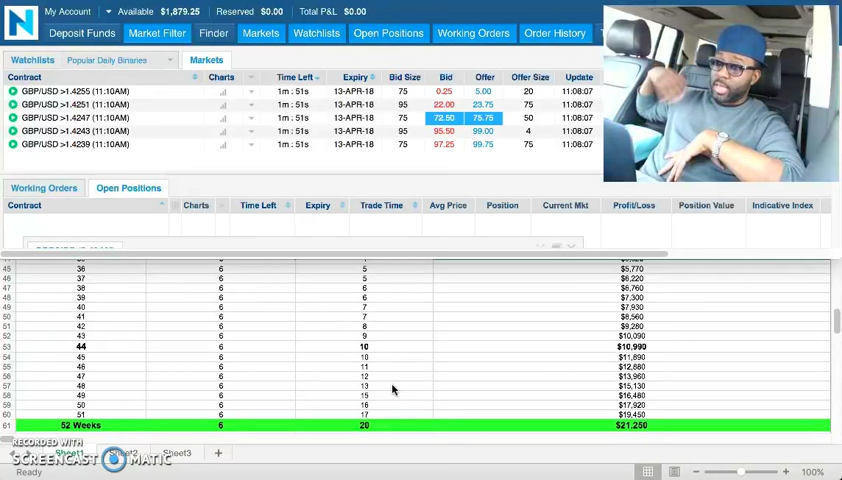 My Account Available $1,879.25 Reserved $0.00 Total P&L $0.00
Deposit Funds Market Filter Finder Markets Watchlists Open Positions Working Orders Order History
Watchlists Popular Daily Binaries Markets
Contract Charts Time Left Expiry Bid Size Bid Offer Offer Size Update
GBP/USD >1.4255 (11:10AM) 1m : 51s 13-APR-18 75 0.25 5.00 20 11:08:07
GBP/USD >1.4251 (11:10AM) 1m : 51s 13-APR-18 95 22.00 23.75 75 11:08:07
GBP/USD >1.4247 (11:10AM) 1m : 51s 13-APR-18 75 72.50 75.75 50 11:08:07
GBP/USD >1.4243 (11:10AM) 1m : 51s 13-APR-18 95 95.50 99.00 4 11:08:07
GBP/USD >1.4239 (11:10AM) 1m : 51s 13-APR-18 75 97.25 99.75 75 11:08:07
Working Orders Open Positions
Contract Charts Time Left Expiry Trade Time Avg Price Position Current Mkt Profit/Loss Position Value Indicative Index
45 36 6 5 $5,770
46 37 6 5 $6,220
47 38 6 6 $6,760
48 39 6 6 $7,300
49 40 6 7 $7,930
50 41 6 7 $8,560
51 42 6 8 $9,280
52 43 6 9 $10,090
53 44 6 10 $10,990
54 45 6 10 $11,890
55 46 6 11 $12,880
56 47 6 12 $13,960
57 48 6 13 $15,130
58 49 6 15 $16,480
59 50 6 16 $17,920
60 51 6 17 $19,450
61 52 Weeks 6 20 $21,250
RECORDED WITH
SCREENCAST MATIC
Sheet1 Sheet2 Sheet3 +
Ready 100%